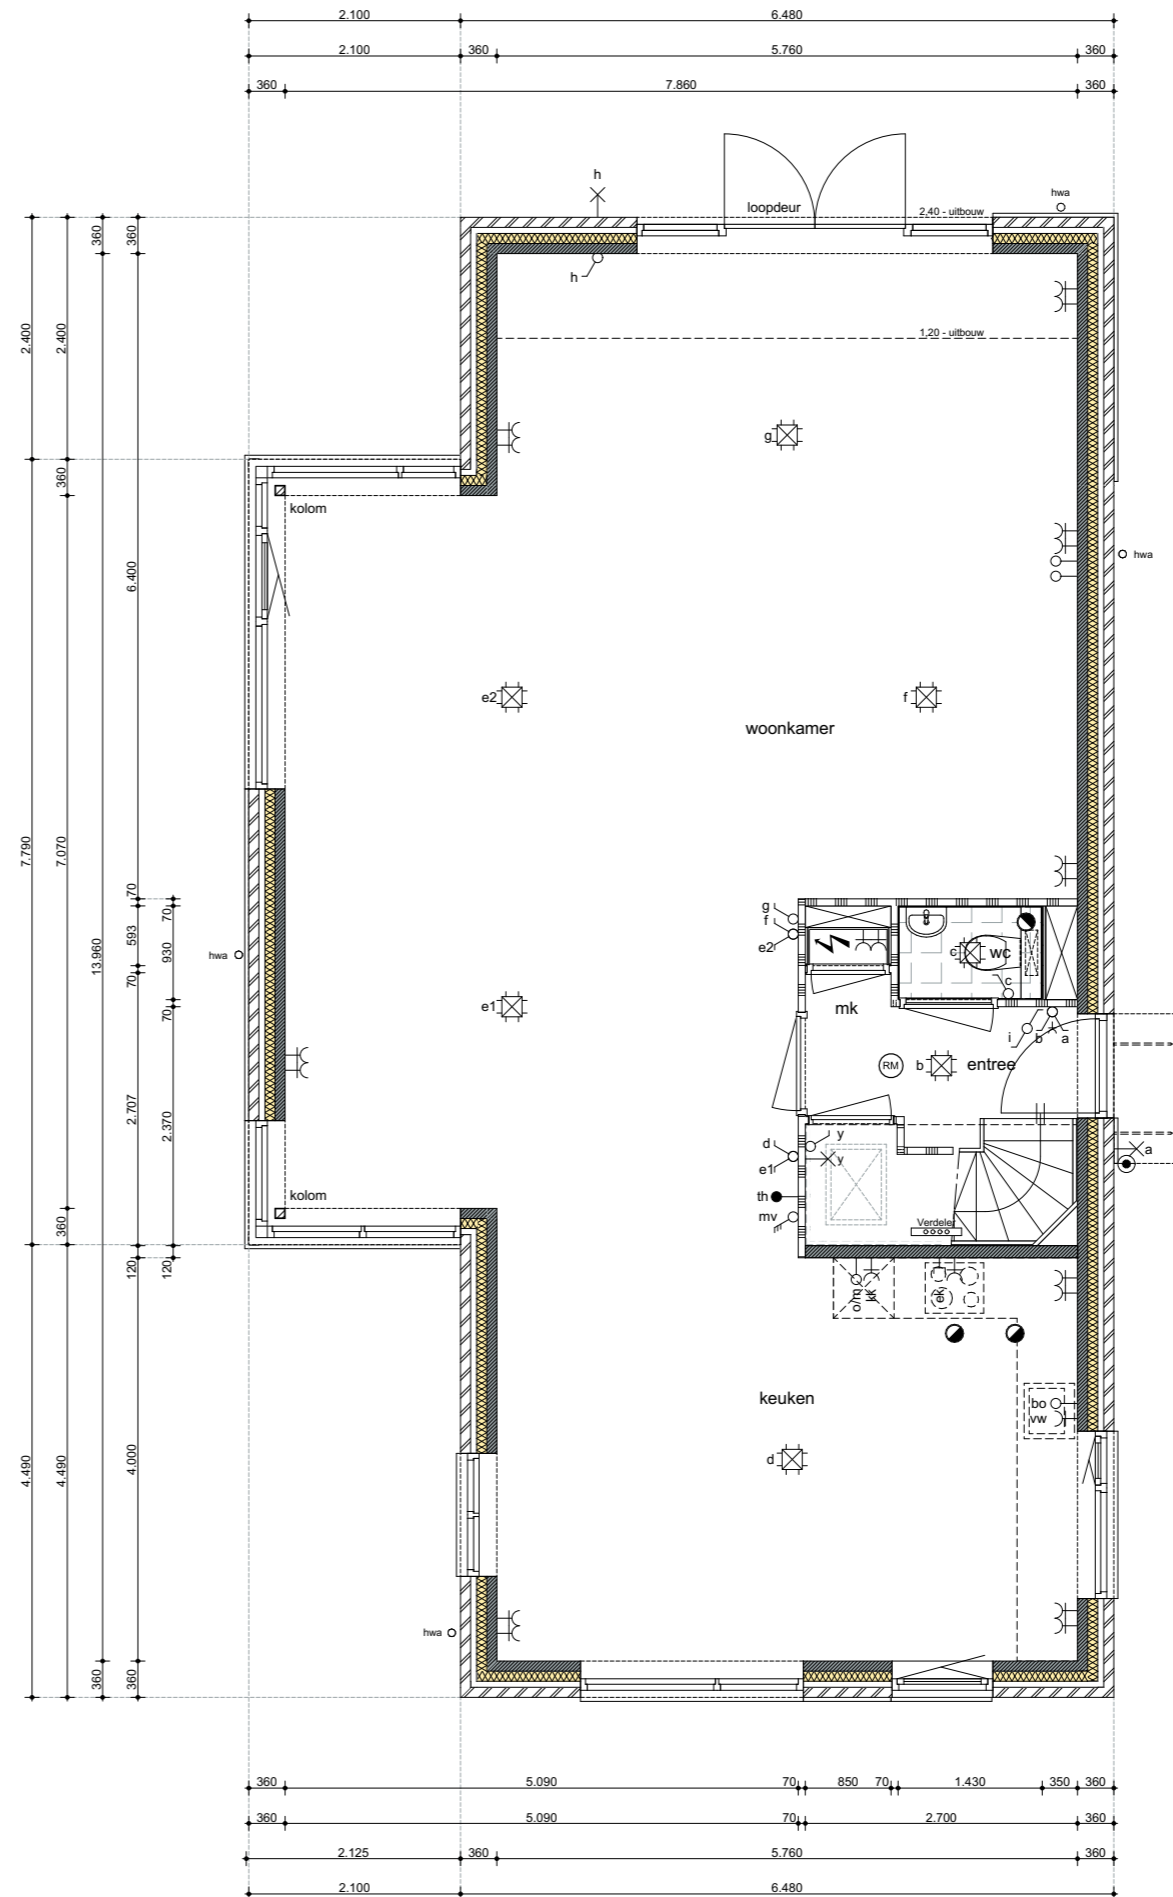 2.100 6.480
2.100 360 5.760 360
360 7.860
h
loopdeur
hwa
2,40 - uitbouw
h
1,20 - uitbouw
360 360
2.400 2.400
g
360
kolom
hwa
6.400
e2 f
woonkamer
7.790 7.070 13.960
70 70
593 930
70 70
2.707 2.370
hwa
g
f
e2
c wc
c
mk
i b a
e1
RM b entree
d y
e1 y
a
th
mv
Verdeler
kolom
360
120 120
o/m kk ek
keuken
bo
vw
4.490 4.490 4.000
d
hwa
360 360
360 5.090 70 850 70 1.430 350 360
360 5.090 70 2.700 360
2.125 360 5.760 360
2.100 6.480